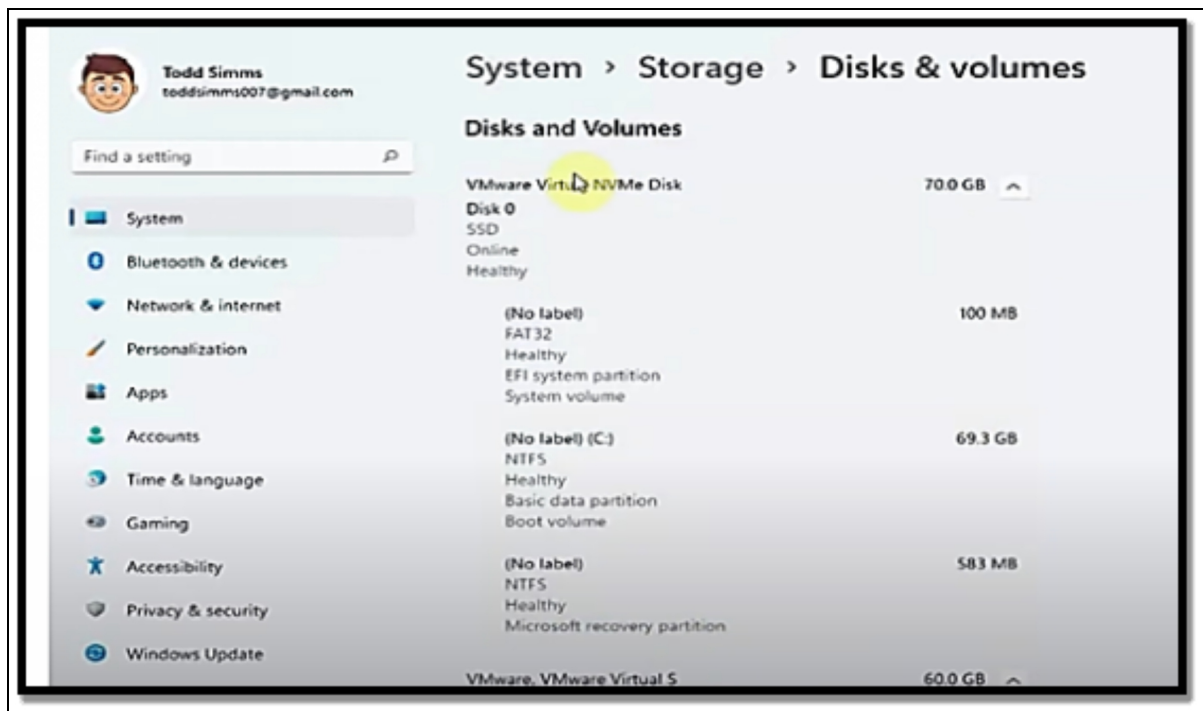 Todd Simms
toddsimms007@gmail.com
Find a setting
System
Bluetooth & devices
Network & internet
Personalization
Apps
Accounts
Time & language
Gaming
Accessibility
Privacy & security
Windows Update
System > Storage > Disks & volumes
Disks and Volumes
VMware Virtual NVMe Disk 70.0 GB
Disk 0
SSD
Online
Healthy
(No label) 100 MB
FAT32
Healthy
EFI system partition
System volume
(No label) (C:) 69.3 GB
NTFS
Healthy
Basic data partition
Boot volume
(No label) 583 MB
NTFS
Healthy
Microsoft recovery partition
VMware, VMware Virtual S 60.0 GB